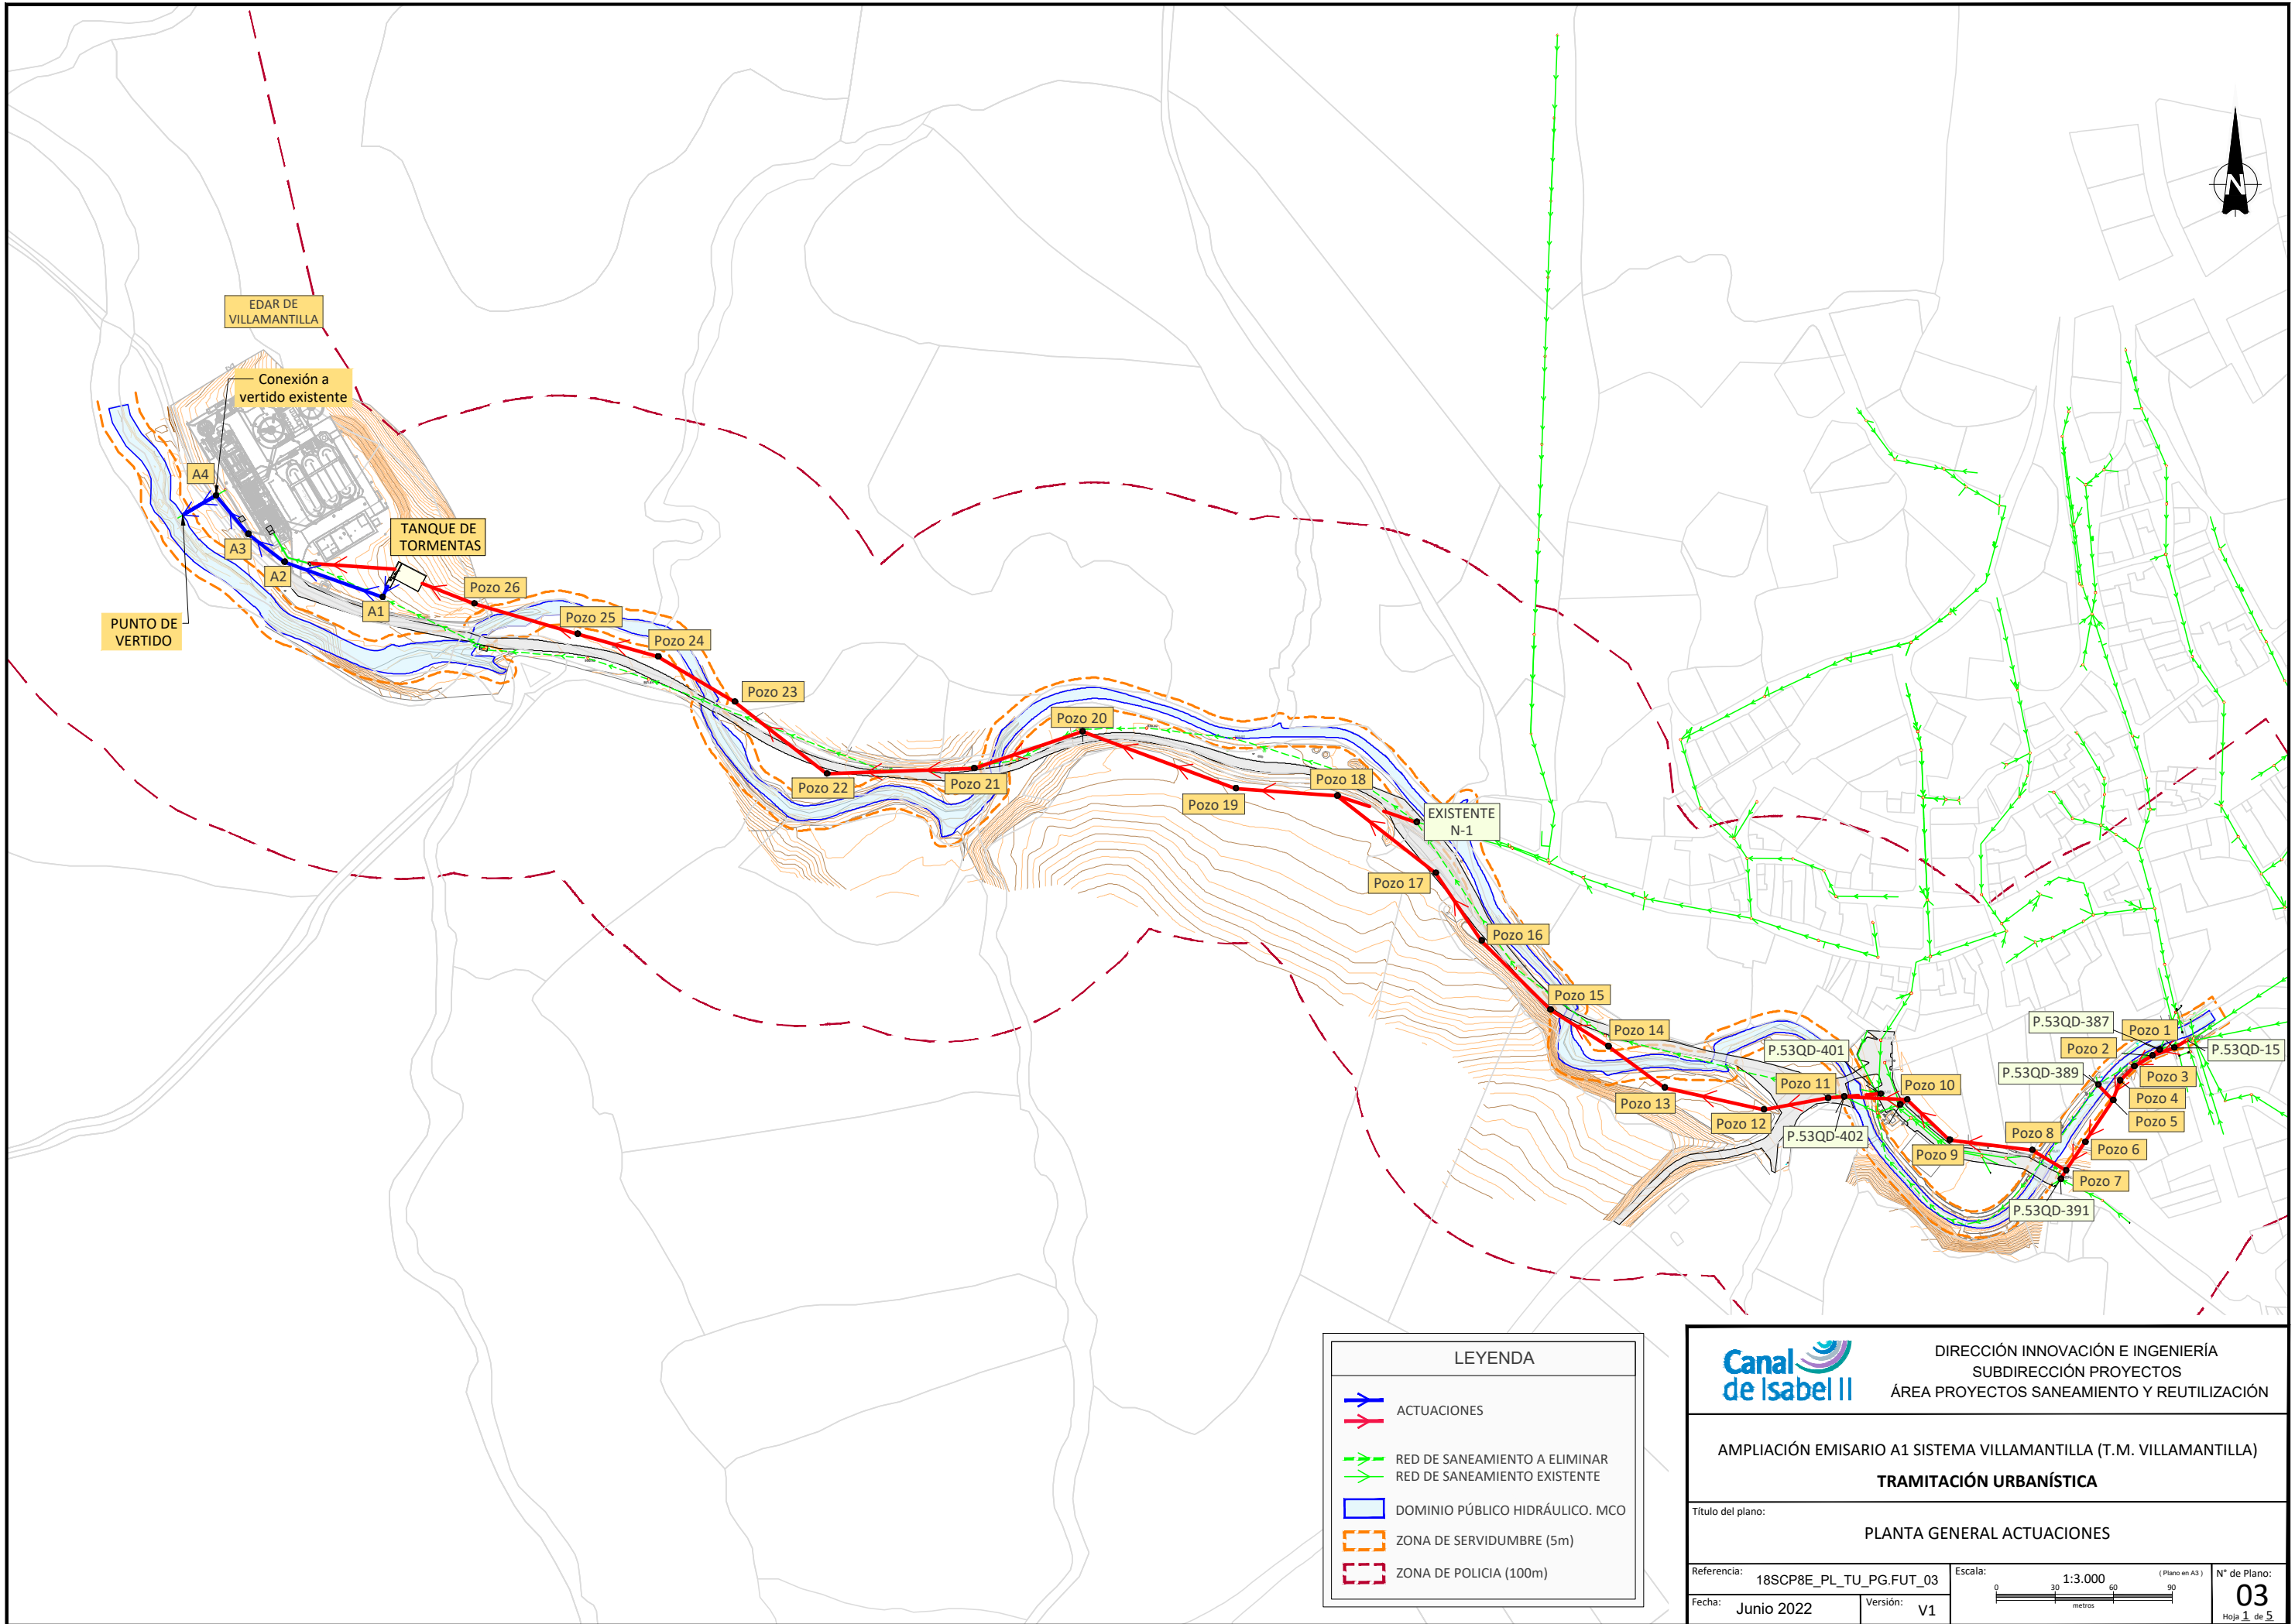 N
EDAR DE
VILLAMANTILLA
Conexión a
vertido existente
A4
A3
A2
A1
TANQUE DE
TORMENTAS
PUNTO DE
VERTIDO
Pozo 26
Pozo 25
Pozo 24
Pozo 23
Pozo 22
Pozo 21
Pozo 20
Pozo 19
Pozo 18
EXISTENTE
N-1
Pozo 17
Pozo 16
Pozo 15
Pozo 14
Pozo 13
Pozo 12
P.53QD-401
Pozo 11
P.53QD-402
Pozo 10
Pozo 9
Pozo 8
P.53QD-387
Pozo 1
Pozo 2
P.53QD-15
P.53QD-389
Pozo 3
Pozo 4
Pozo 5
Pozo 6
Pozo 7
P.53QD-391
LEYENDA
ACTUACIONES
RED DE SANEAMIENTO A ELIMINAR
RED DE SANEAMIENTO EXISTENTE
DOMINIO PÚBLICO HIDRÁULICO. MCO
ZONA DE SERVIDUMBRE (5m)
ZONA DE POLICIA (100m)
Canal
de Isabel II
DIRECCIÓN INNOVACIÓN E INGENIERÍA
SUBDIRECCIÓN PROYECTOS
ÁREA PROYECTOS SANEAMIENTO Y REUTILIZACIÓN
AMPLIACIÓN EMISARIO A1 SISTEMA VILLAMANTILLA (T.M. VILLAMANTILLA)
TRAMITACIÓN URBANÍSTICA
Título del plano:
PLANTA GENERAL ACTUACIONES
Referencia:
18SCP8E_PL_TU_PG.FUT_03
Fecha:
Junio 2022
Versión:
V1
Escala:
1:3.000
( Plano en A3 )
0 30 60 90
metros
N° de Plano:
03
Hoja 1 de 5